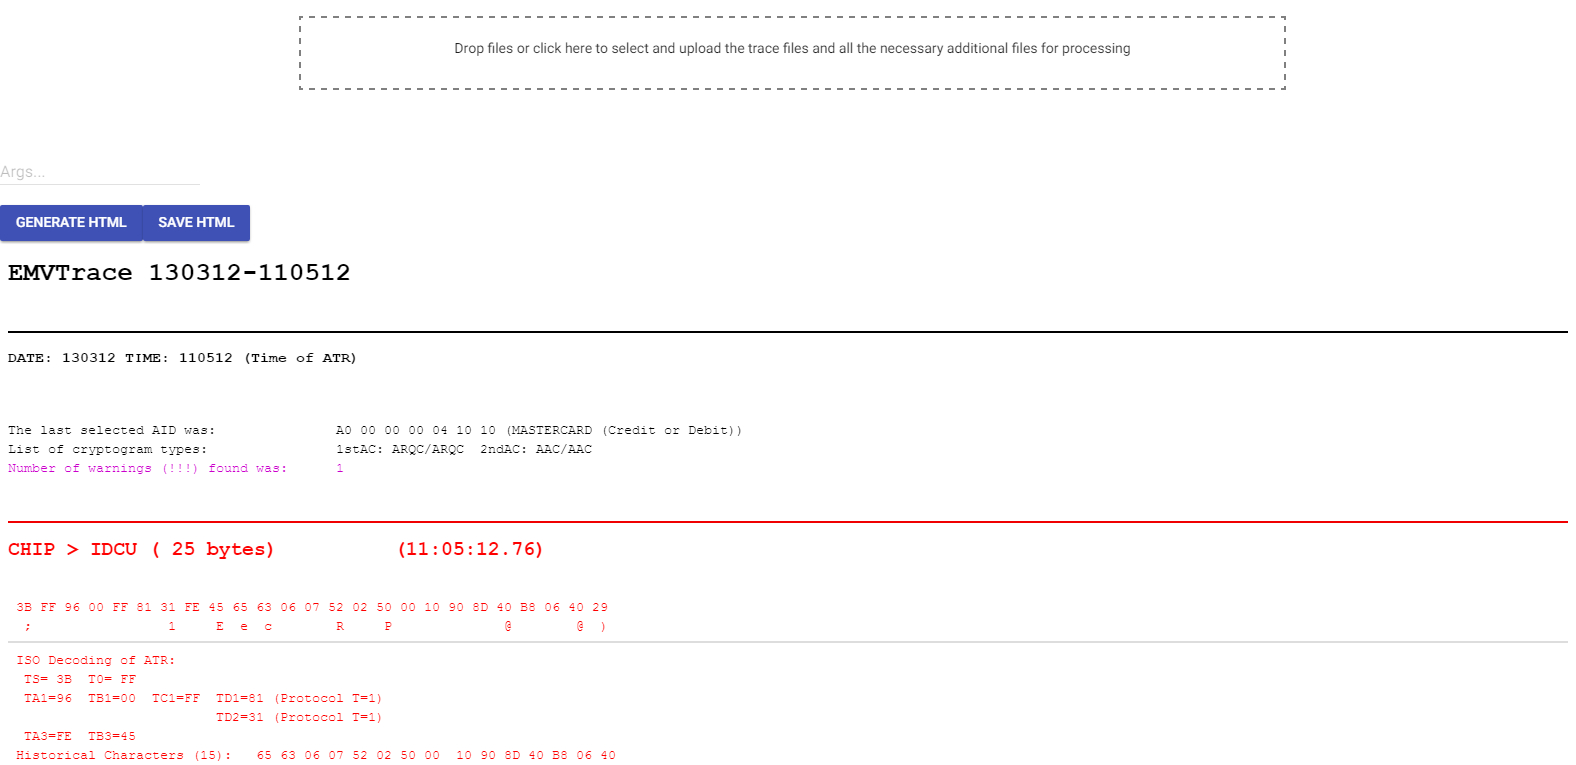 Drop files or click here to select and upload the trace files and all the necessary additional files for processing
Args...
GENERATE HTML SAVE HTML
EMVTrace 130312-110512
DATE: 130312 TIME: 110512 (Time of ATR)
The last selected AID was: A0 00 00 00 04 10 10 (MASTERCARD (Credit or Debit))
List of cryptogram types: 1stAC: ARQC/ARQC 2ndAC: AAC/AAC
Number of warnings (!!!) found was: 1
CHIP > IDCU ( 25 bytes) (11:05:12.76)
3B FF 96 00 FF 81 31 FE 45 65 63 06 07 52 02 50 00 10 90 8D 40 B8 06 40 29
; 1 E e c R P @ @ )
ISO Decoding of ATR:
TS= 3B T0= FF
TA1=96 TB1=00 TC1=FF TD1=81 (Protocol T=1)
TD2=31 (Protocol T=1)
TA3=FE TB3=45
Historical Characters (15): 65 63 06 07 52 02 50 00 10 90 8D 40 B8 06 40